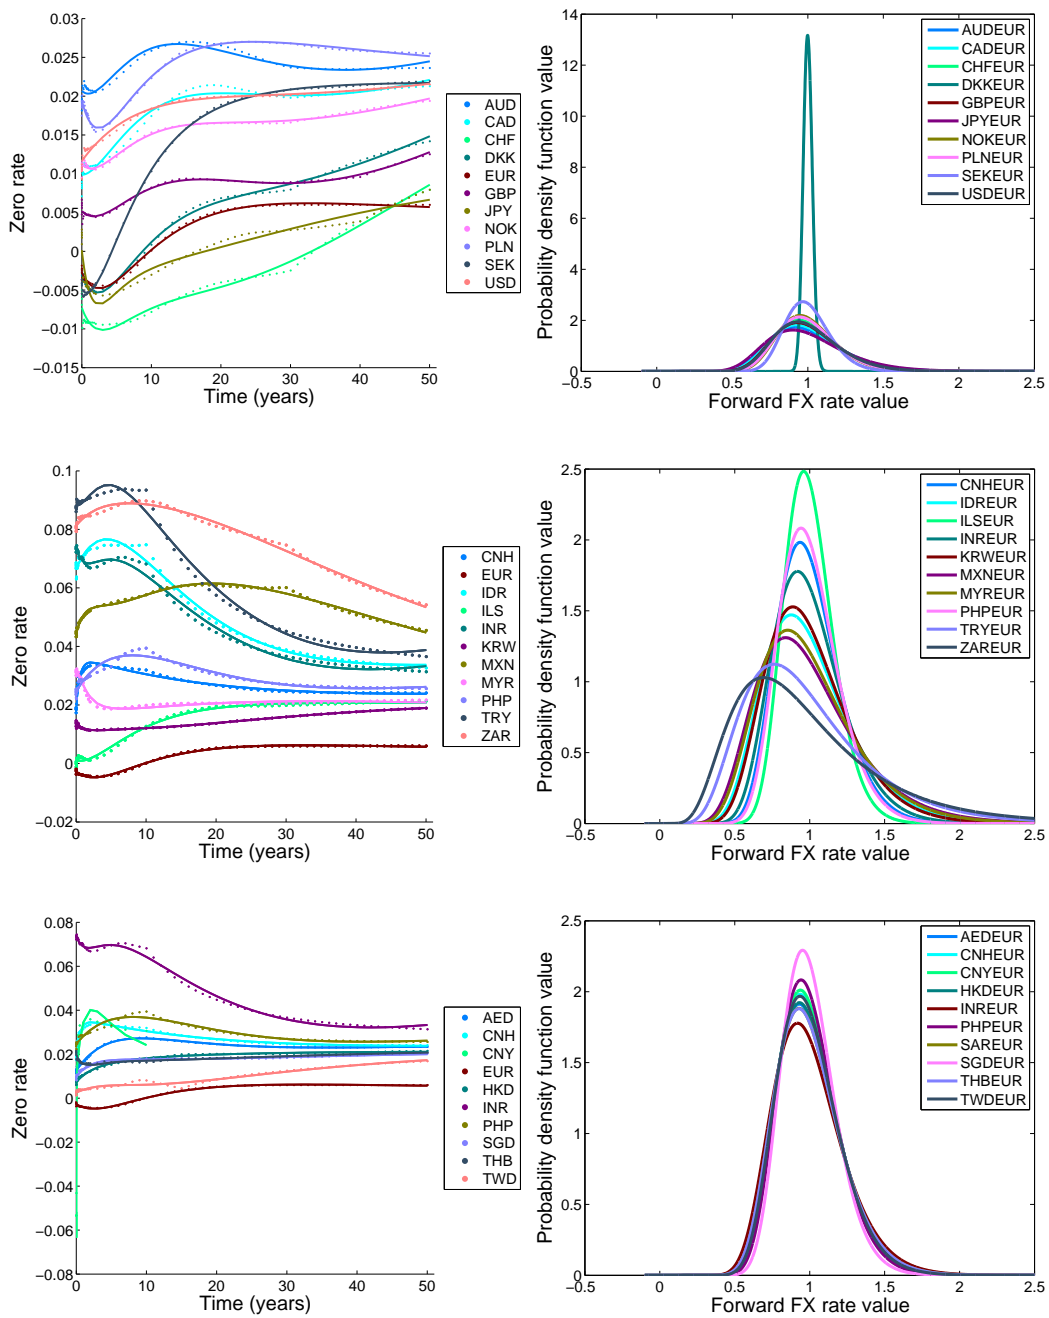 0.03
0.025
0.02
0.015
0.01
0.005
0
−0.005
−0.01
−0.015
Zero rate
0
10
20
30
40
50
Time (years)
AUD
CAD
CHF
DKK
EUR
GBP
JPY
NOK
PLN
SEK
USD
14
12
10
8
6
4
2
0
Probability density function value
−0.5
0
0.5
1
1.5
2
2.5
Forward FX rate value
AUDEUR
CADEUR
CHFEUR
DKKEUR
GBPEUR
JPYEUR
NOKEUR
PLNEUR
SEKEUR
USDEUR
0.1
0.08
0.06
0.04
0.02
0
−0.02
Zero rate
0
10
20
30
40
50
Time (years)
CNH
EUR
IDR
ILS
INR
KRW
MXN
MYR
PHP
TRY
ZAR
2.5
2
1.5
1
0.5
0
Probability density function value
−0.5
0
0.5
1
1.5
2
2.5
Forward FX rate value
CNHEUR
IDREUR
ILSEUR
INREUR
KRWEUR
MXNEUR
MYREUR
PHPEUR
TRYEUR
ZAREUR
0.08
0.06
0.04
0.02
0
−0.02
−0.04
−0.06
−0.08
Zero rate
0
10
20
30
40
50
Time (years)
AED
CNH
CNY
EUR
HKD
INR
PHP
SGD
THB
TWD
2.5
2
1.5
1
0.5
0
Probability density function value
−0.5
0
0.5
1
1.5
2
2.5
Forward FX rate value
AEDEUR
CNHEUR
CNYEUR
HKDEUR
INREUR
PHPEUR
SAREUR
SGDEUR
THBEUR
TWDEUR